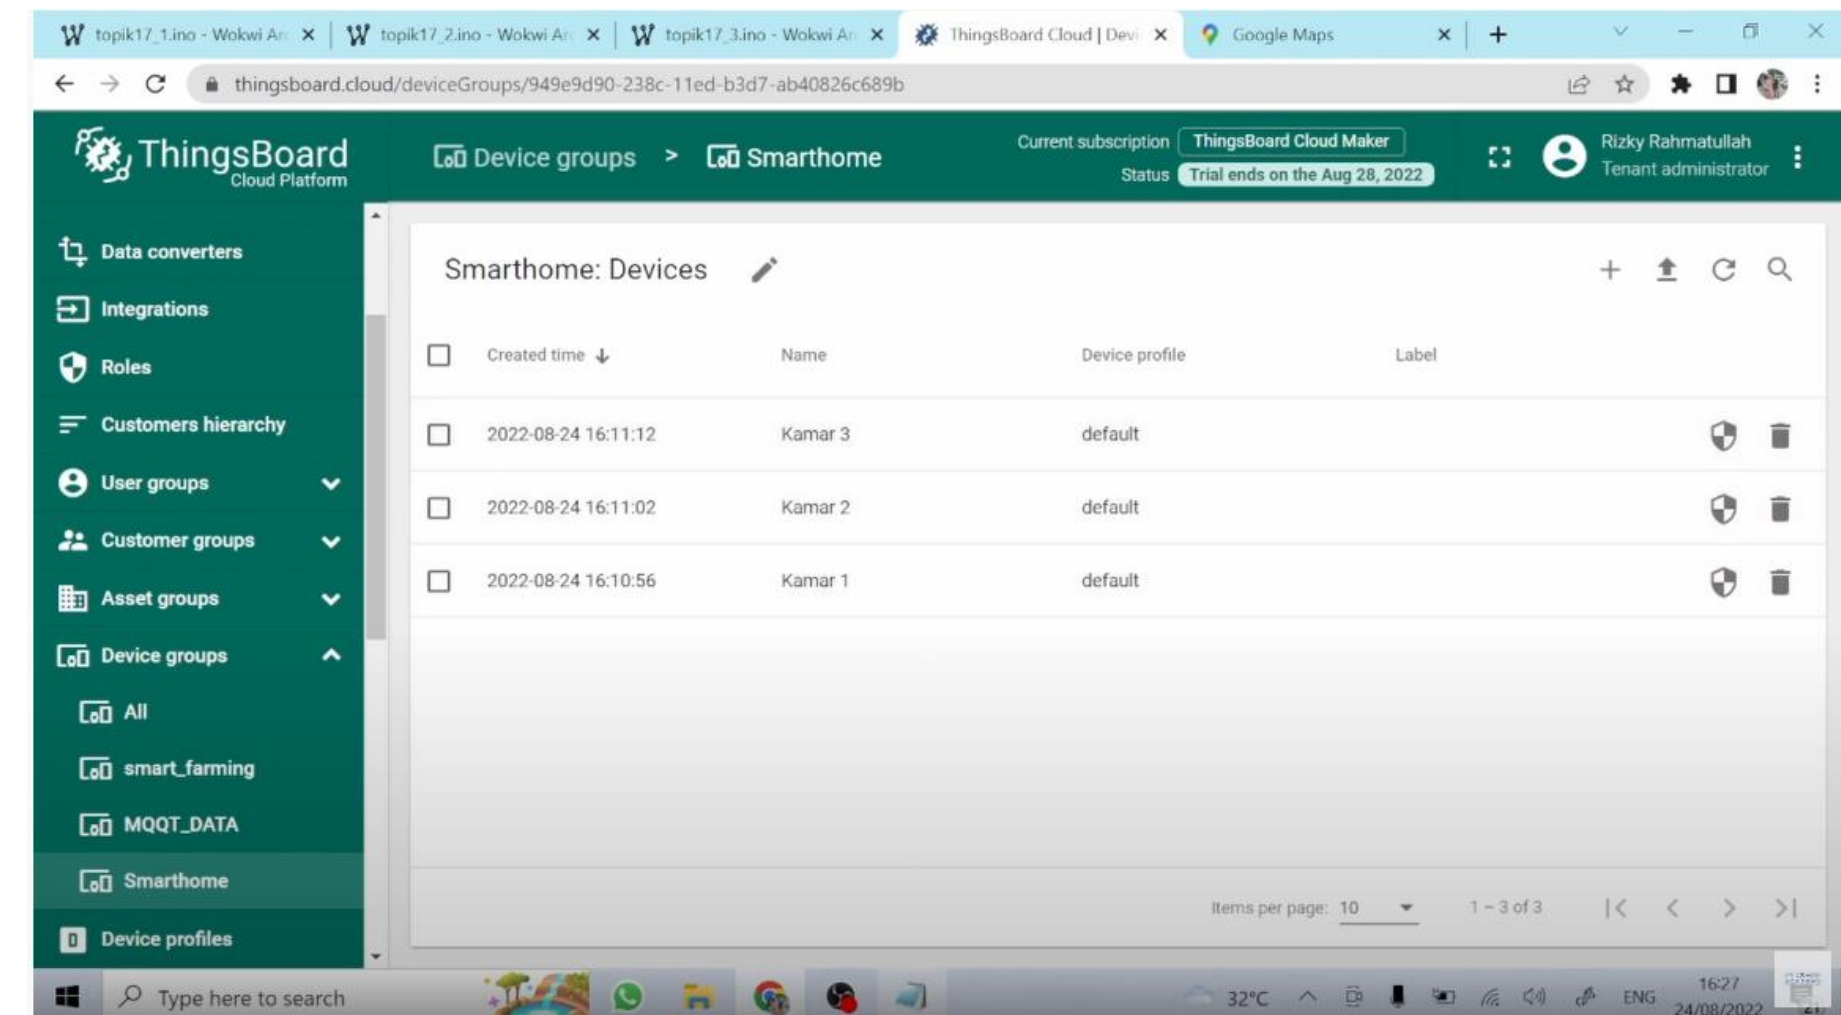 topik17_1.ino - Wokwi Ar
topik17_2.ino - Wokwi Ar
topik17_3.ino - Wokwi Ar
ThingsBoard Cloud | Devi
Google Maps
thingsboard.cloud/deviceGroups/949e9d90-238c-11ed-b3d7-ab40826c689b
ThingsBoard
Cloud Platform
Device groups > Smarthome
Current subscription ThingsBoard Cloud Maker
Status Trial ends on the Aug 28, 2022
Rizky Rahmatullah
Tenant administrator
Data converters
Integrations
Roles
Customers hierarchy
User groups
Customer groups
Asset groups
Device groups
All
smart_farming
MQQT_DATA
Smarthome
Device profiles
Smarthome: Devices
Created time Name Device profile Label
2022-08-24 16:11:12 Kamar 3 default
2022-08-24 16:11:02 Kamar 2 default
2022-08-24 16:10:56 Kamar 1 default
Items per page: 10 1 – 3 of 3
Type here to search
32°C
ENG
16:27
24/08/2022
21